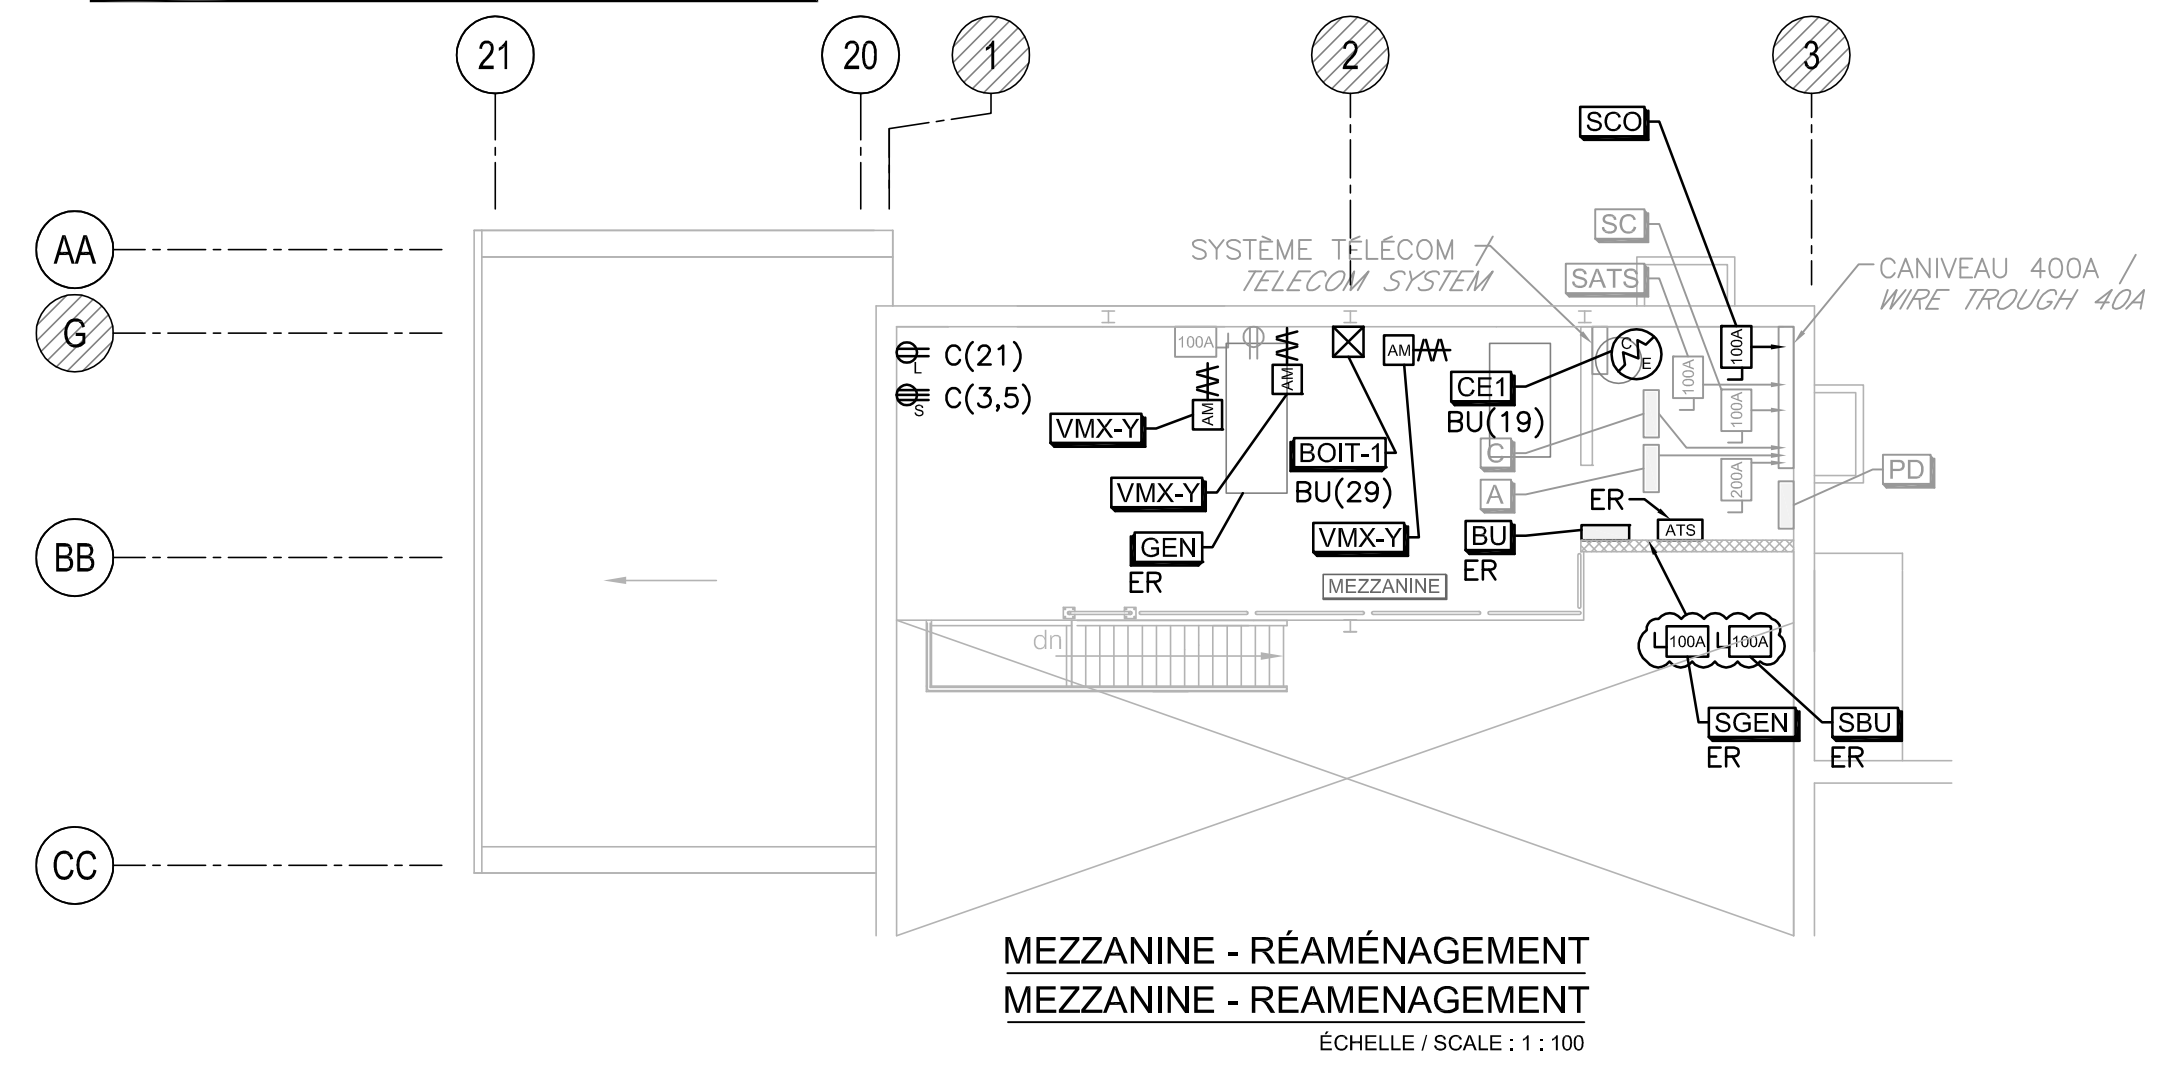 21
20
1
2
3
SCO
AA
SC
SYSTÈME TÉLÉCOM /
TELECOM SYSTEM
SATS
CANIVEAU 400A /
WIRE TROUGH 40A
G
C(21)
L
C(3,5)
S
100A
AM
AM
AM
C
E
100A
100A
100A
200A
VMX-Y
CE1
BU(19)
BOIT-1
BU(29)
C
A
PD
VMX-Y
ER
ATS
GEN
ER
VMX-Y
BU
ER
BB
MEZZANINE
dn
100A
100A
SGEN
ER
SBU
ER
CC
MEZZANINE - RÉAMÉNAGEMENT
MEZZANINE - REAMENAGEMENT
ÉCHELLE / SCALE : 1 : 100